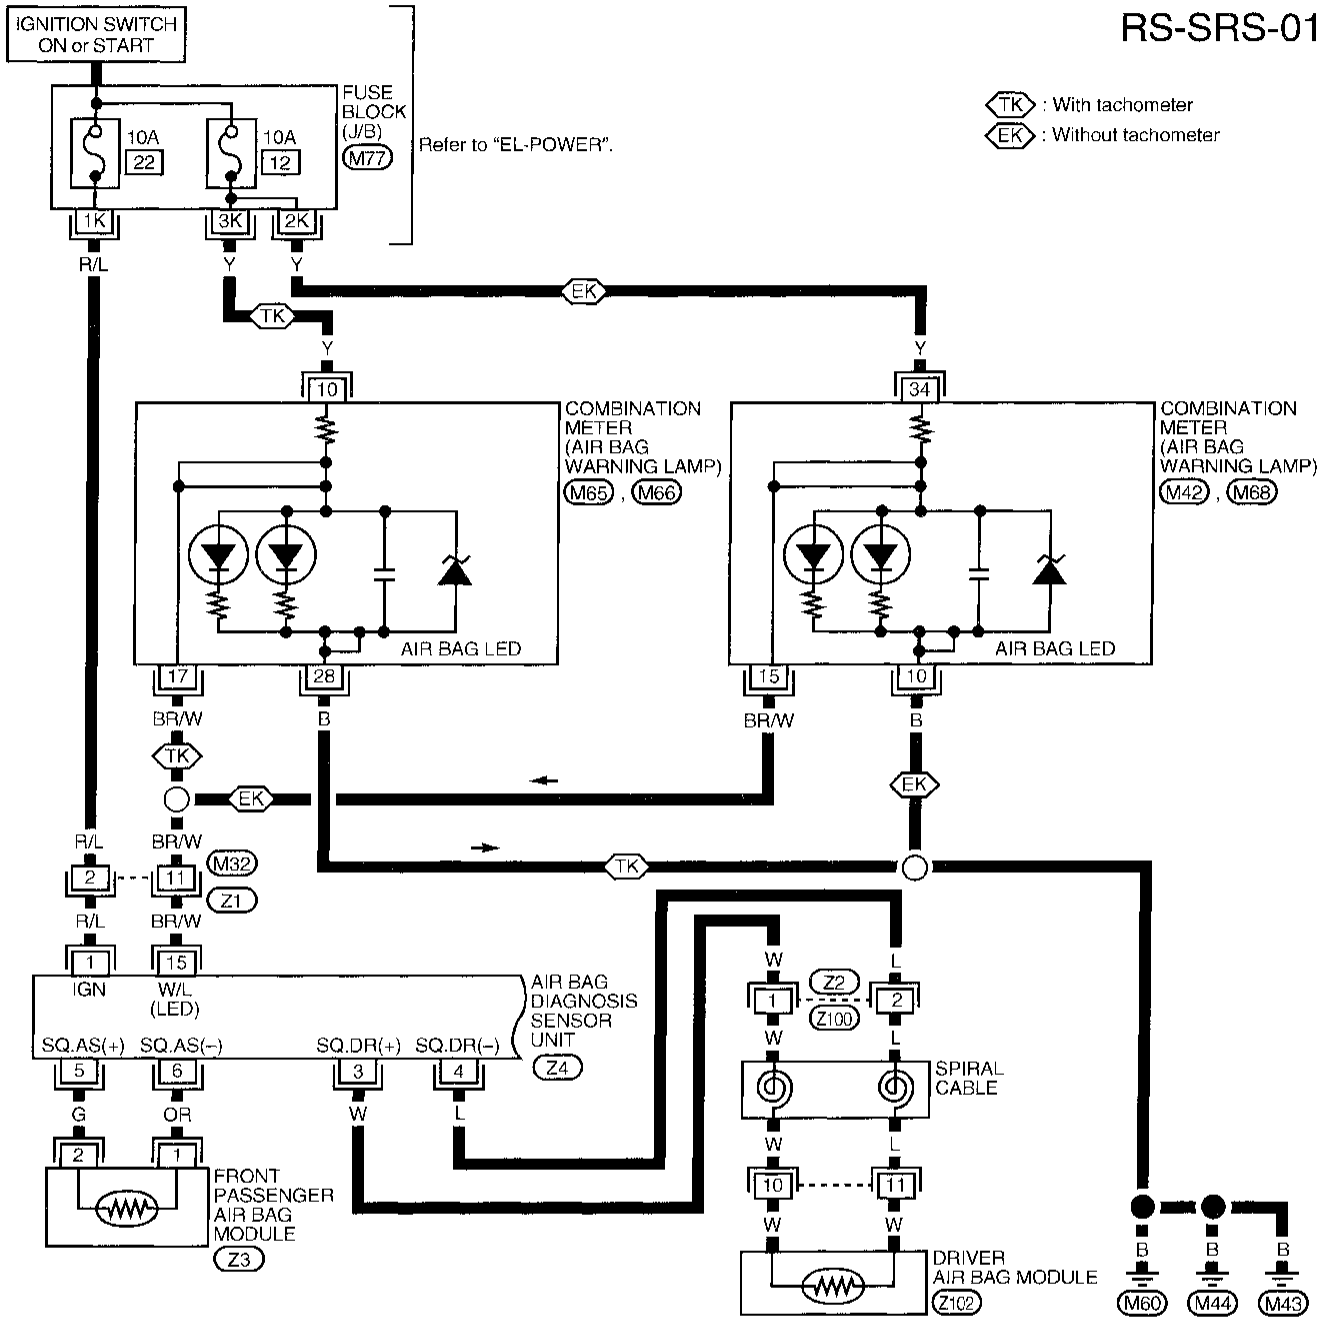 RS-SRS-01
IGNITION SWITCH
ON or START
TK : With tachometer
EK : Without tachometer
FUSE
BLOCK
(J/B)
M77
10A
22
10A
12
Refer to “EL-POWER”.
1K
3K
2K
R/L
Y
Y
EK
TK
Y
Y
10
34
COMBINATION
METER
(AIR BAG
WARNING LAMP)
M65 , M66
COMBINATION
METER
(AIR BAG
WARNING LAMP)
M42 , M68
AIR BAG LED
AIR BAG LED
17
28
15
10
BR/W
B
BR/W
B
TK
EK
EK
R/L
BR/W
M32
TK
2
11
Z1
R/L
BR/W
1
15
IGN
W/L
(LED)
AIR BAG
DIAGNOSIS
SENSOR
UNIT
Z4
SQ.AS(+)
SQ.AS(−)
SQ.DR(+)
SQ.DR(−)
5
6
3
4
G
OR
W
L
2
1
FRONT
PASSENGER
AIR BAG
MODULE
Z3
W
L
Z2
1
2
Z100
W
L
SPIRAL
CABLE
W
L
10
11
W
W
DRIVER
AIR BAG MODULE
Z102
B
B
B
M60
M44
M43